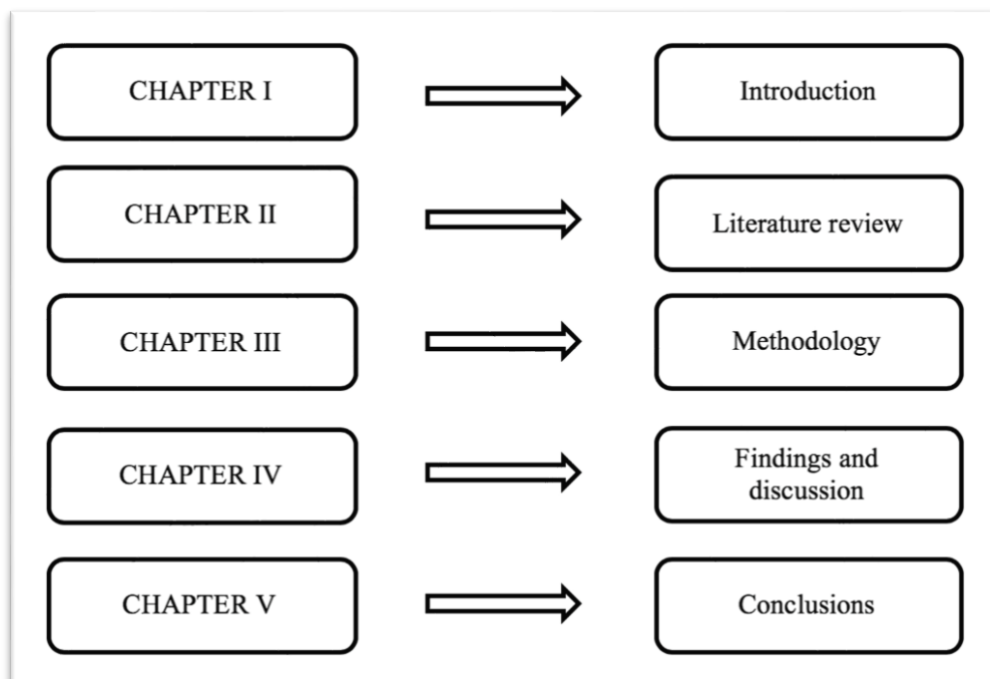 CHAPTER I
Introduction
CHAPTER II
Literature review
CHAPTER III
Methodology
CHAPTER IV
Findings and
discussion
CHAPTER V
Conclusions